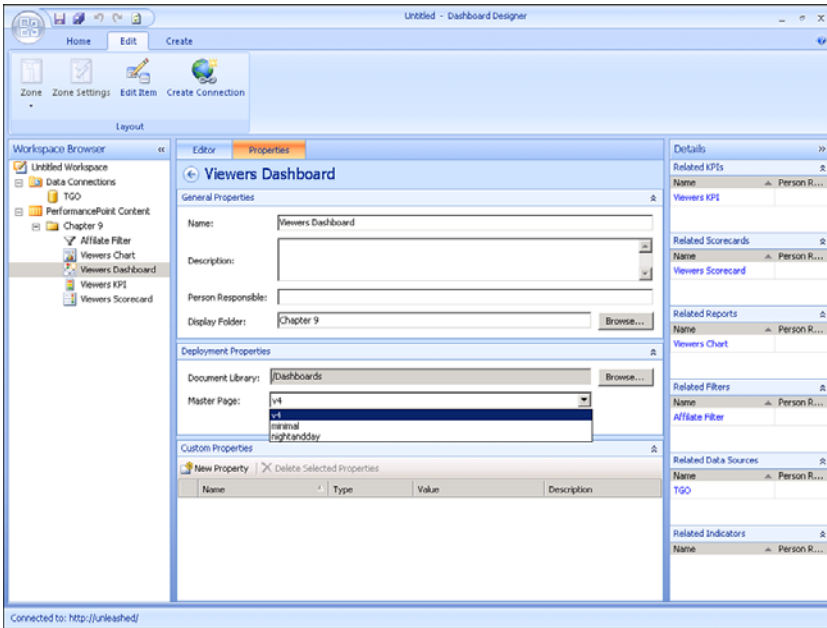 Untitled - Dashboard Designer
Home Edit Create
Zone Zone Settings Edit Item Create Connection
Layout
Workspace Browser «
Untitled Workspace
Data Connections
TGO
PerformancePoint Content
Chapter 9
Affilate Filter
Viewers Chart
Viewers Dashboard
Viewers KPI
Viewers Scorecard
Editor Properties
Viewers Dashboard
General Properties
Name: Viewers Dashboard
Description:
Person Responsible:
Display Folder: Chapter 9 Browse...
Deployment Properties
Document Library: /Dashboards Browse...
Master Page: v4
v4
minimal
nightandday
Custom Properties
New Property Delete Selected Properties
Name Type Value Description
Details »
Related KPIs
Name Person R...
Viewers KPI
Related Scorecards
Name Person R...
Viewers Scorecard
Related Reports
Name Person R...
Viewers Chart
Related Filters
Name Person R...
Affilate Filter
Related Data Sources
Name Person R...
TGO
Related Indicators
Name Person R...
Connected to: http://unleashed/